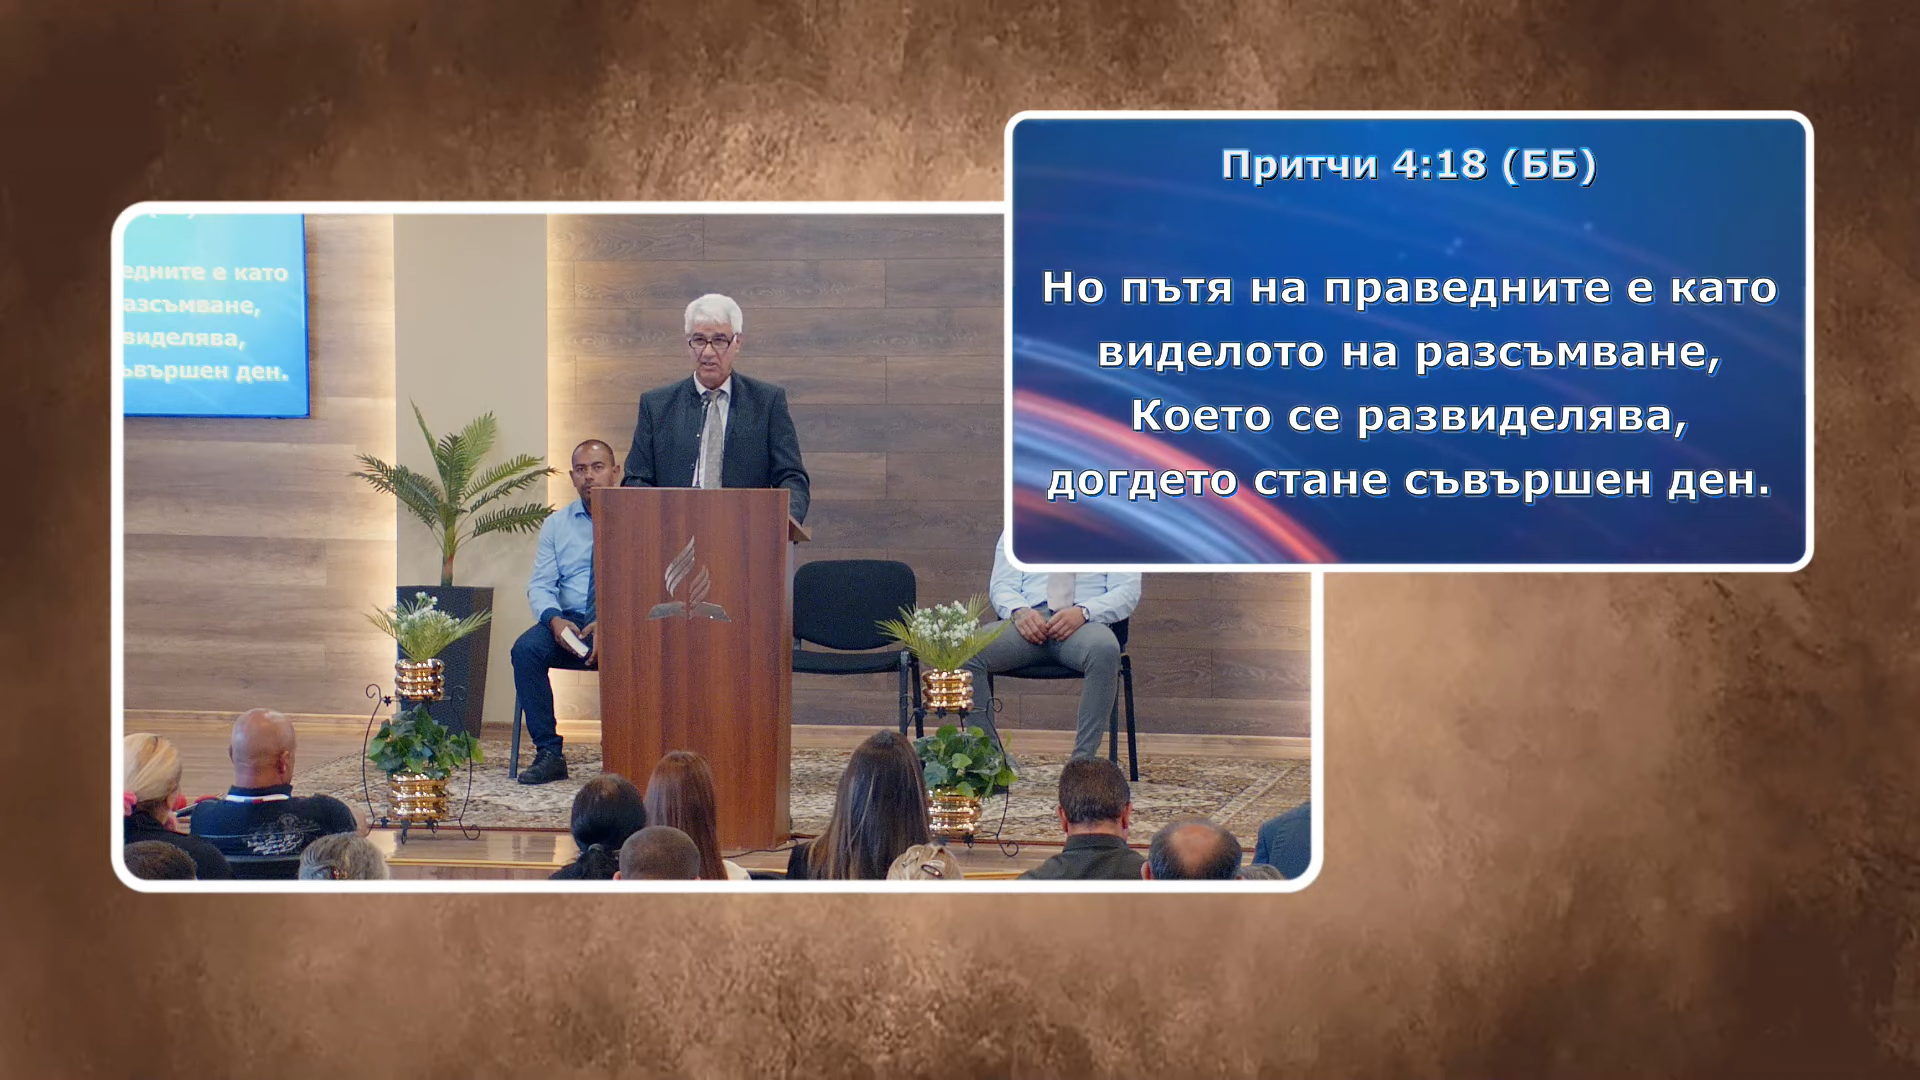 Притчи 4:18 (ББ)
Но пътя на праведните е като
виделото на разсъмване,
Което се развиделява,
догдето стане съвършен ден.
едните е като
азсъмване,
виделява,
ъвършен ден.